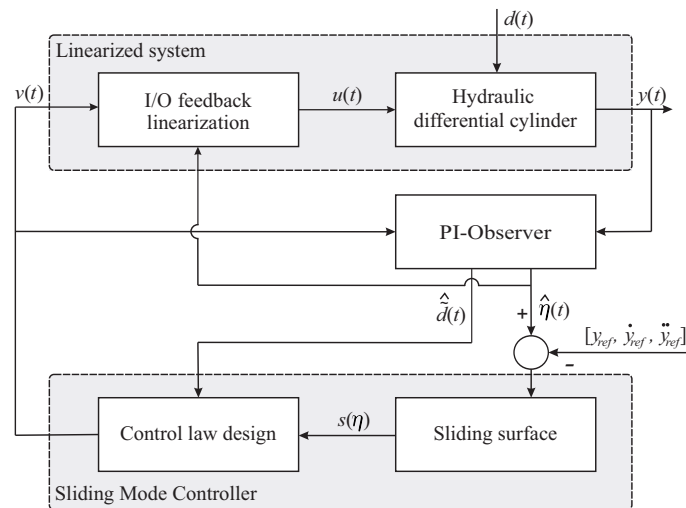 d(t)
Linearized system
v(t)
I/O feedback
linearization
u(t)
Hydraulic
differential cylinder
y(t)
PI-Observer
d̃̂(t)
+
η̂(t)
[y_ref, ẏ_ref, ÿ_ref]
-
Control law design
s(η)
Sliding surface
Sliding Mode Controller